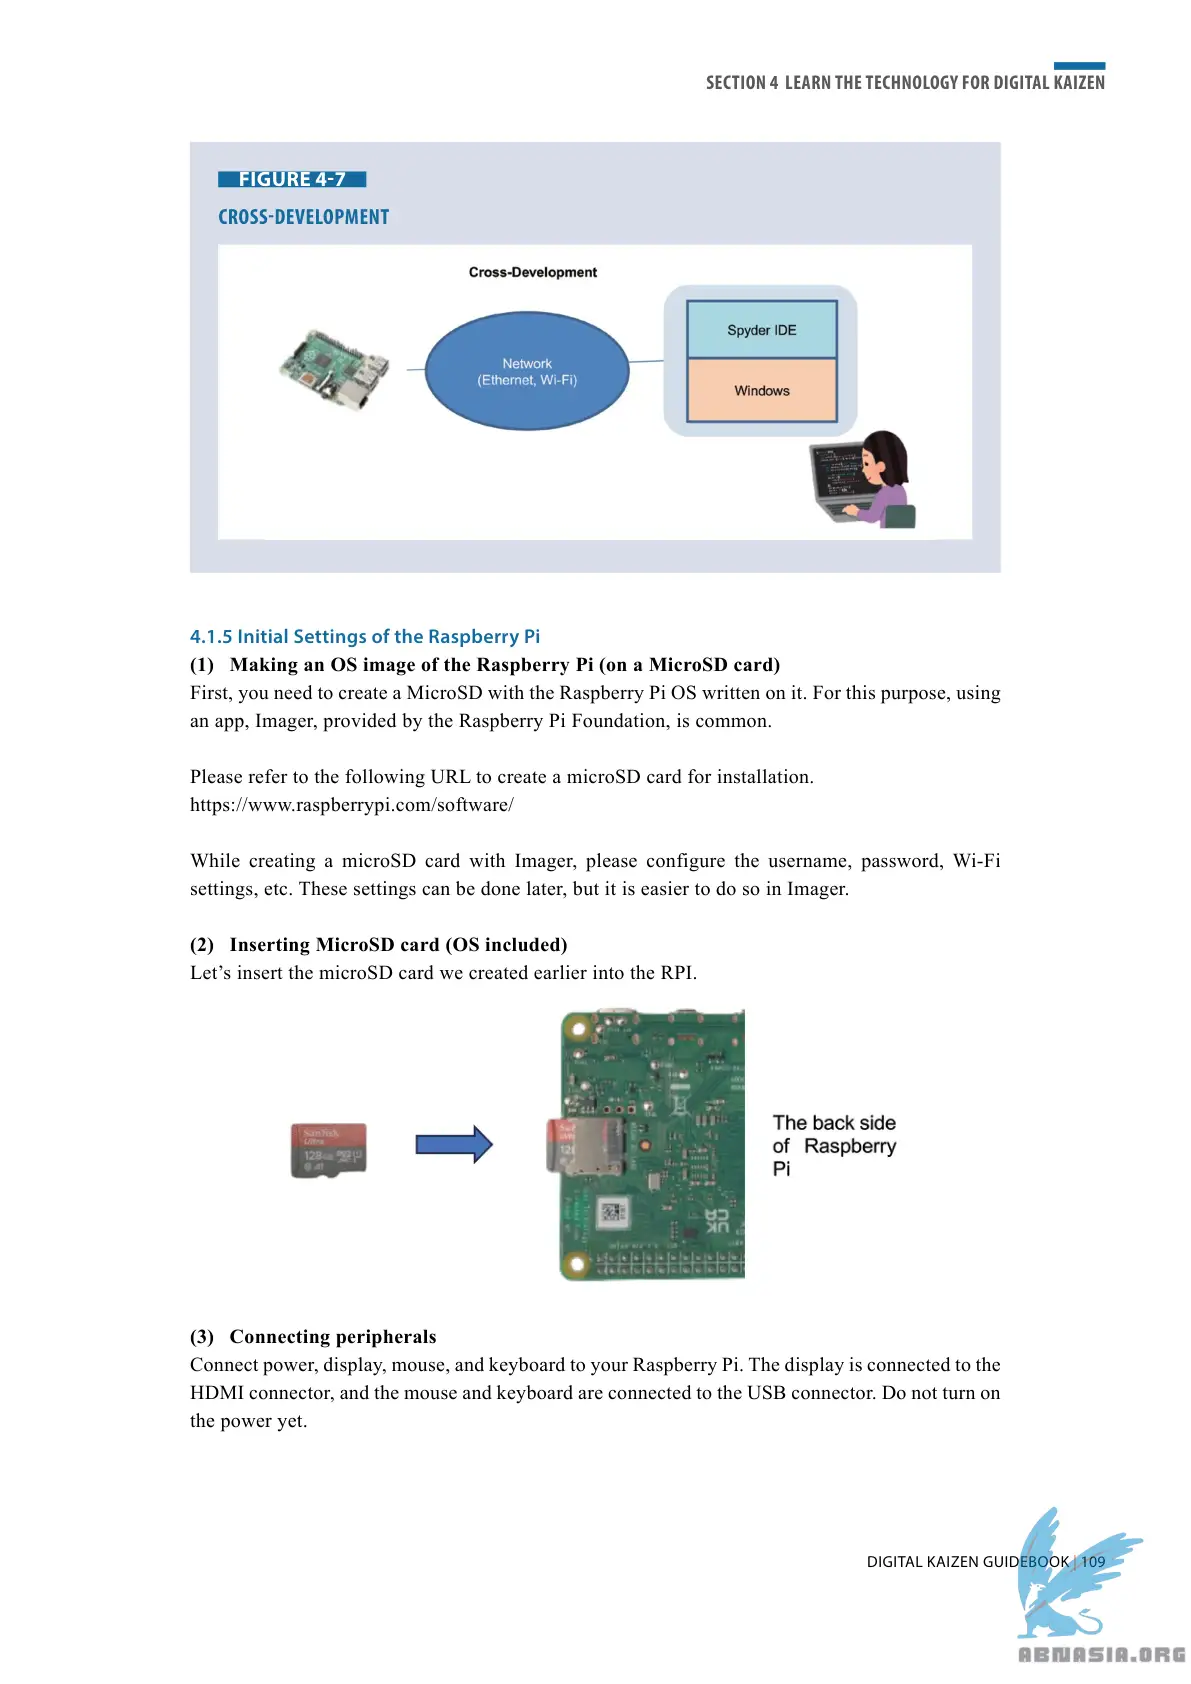 SECTION 4 LEARN THE TECHNOLOGY FOR DIGITAL KAIZEN
FIGURE 4-7
CROSS-DEVELOPMENT
Cross-Development
Network
(Ethernet, Wi-Fi)
Spyder IDE
Windows
4.1.5 Initial Settings of the Raspberry Pi
(1) Making an OS image of the Raspberry Pi (on a MicroSD card)
First, you need to create a MicroSD with the Raspberry Pi OS written on it. For this purpose, using
an app, Imager, provided by the Raspberry Pi Foundation, is common.
Please refer to the following URL to create a microSD card for installation.
https://www.raspberrypi.com/software/
While creating a microSD card with Imager, please configure the username, password, Wi-Fi
settings, etc. These settings can be done later, but it is easier to do so in Imager.
(2) Inserting MicroSD card (OS included)
Let’s insert the microSD card we created earlier into the RPI.
Ultra
128
A1
The back side
of Raspberry
Pi
(3) Connecting peripherals
Connect power, display, mouse, and keyboard to your Raspberry Pi. The display is connected to the
HDMI connector, and the mouse and keyboard are connected to the USB connector. Do not turn on
the power yet.
DIGITAL KAIZEN GUIDEBOOK | 109
ABNASIA.ORG